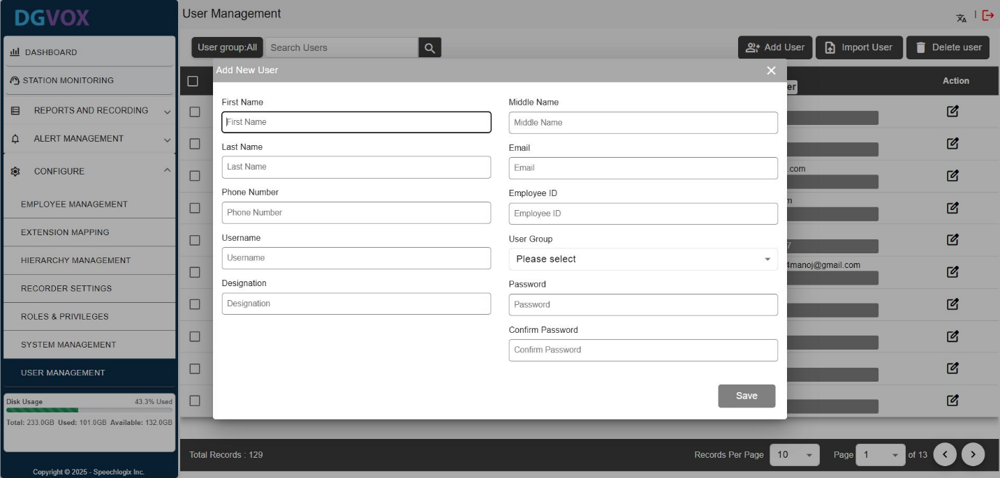 DGVOX
User Management
DASHBOARD
STATION MONITORING
REPORTS AND RECORDING
ALERT MANAGEMENT
CONFIGURE
EMPLOYEE MANAGEMENT
EXTENSION MAPPING
HIERARCHY MANAGEMENT
RECORDER SETTINGS
ROLES & PRIVILEGES
SYSTEM MANAGEMENT
USER MANAGEMENT
Disk Usage 43.3% Used
Total: 233.0GB Used: 101.0GB Available: 132.0GB
Copyright © 2025 - Speechlogix Inc.
User group:All Search Users Add User Import User Delete user
er Action
.com
m
7
4manoj@gmail.com
Add New User
First Name Middle Name
First Name Middle Name
Last Name Email
Last Name Email
Phone Number Employee ID
Phone Number Employee ID
Username User Group
Username Please select
Designation Password
Designation Password
Confirm Password
Confirm Password
Save
Total Records : 129 Records Per Page 10 Page 1 of 13